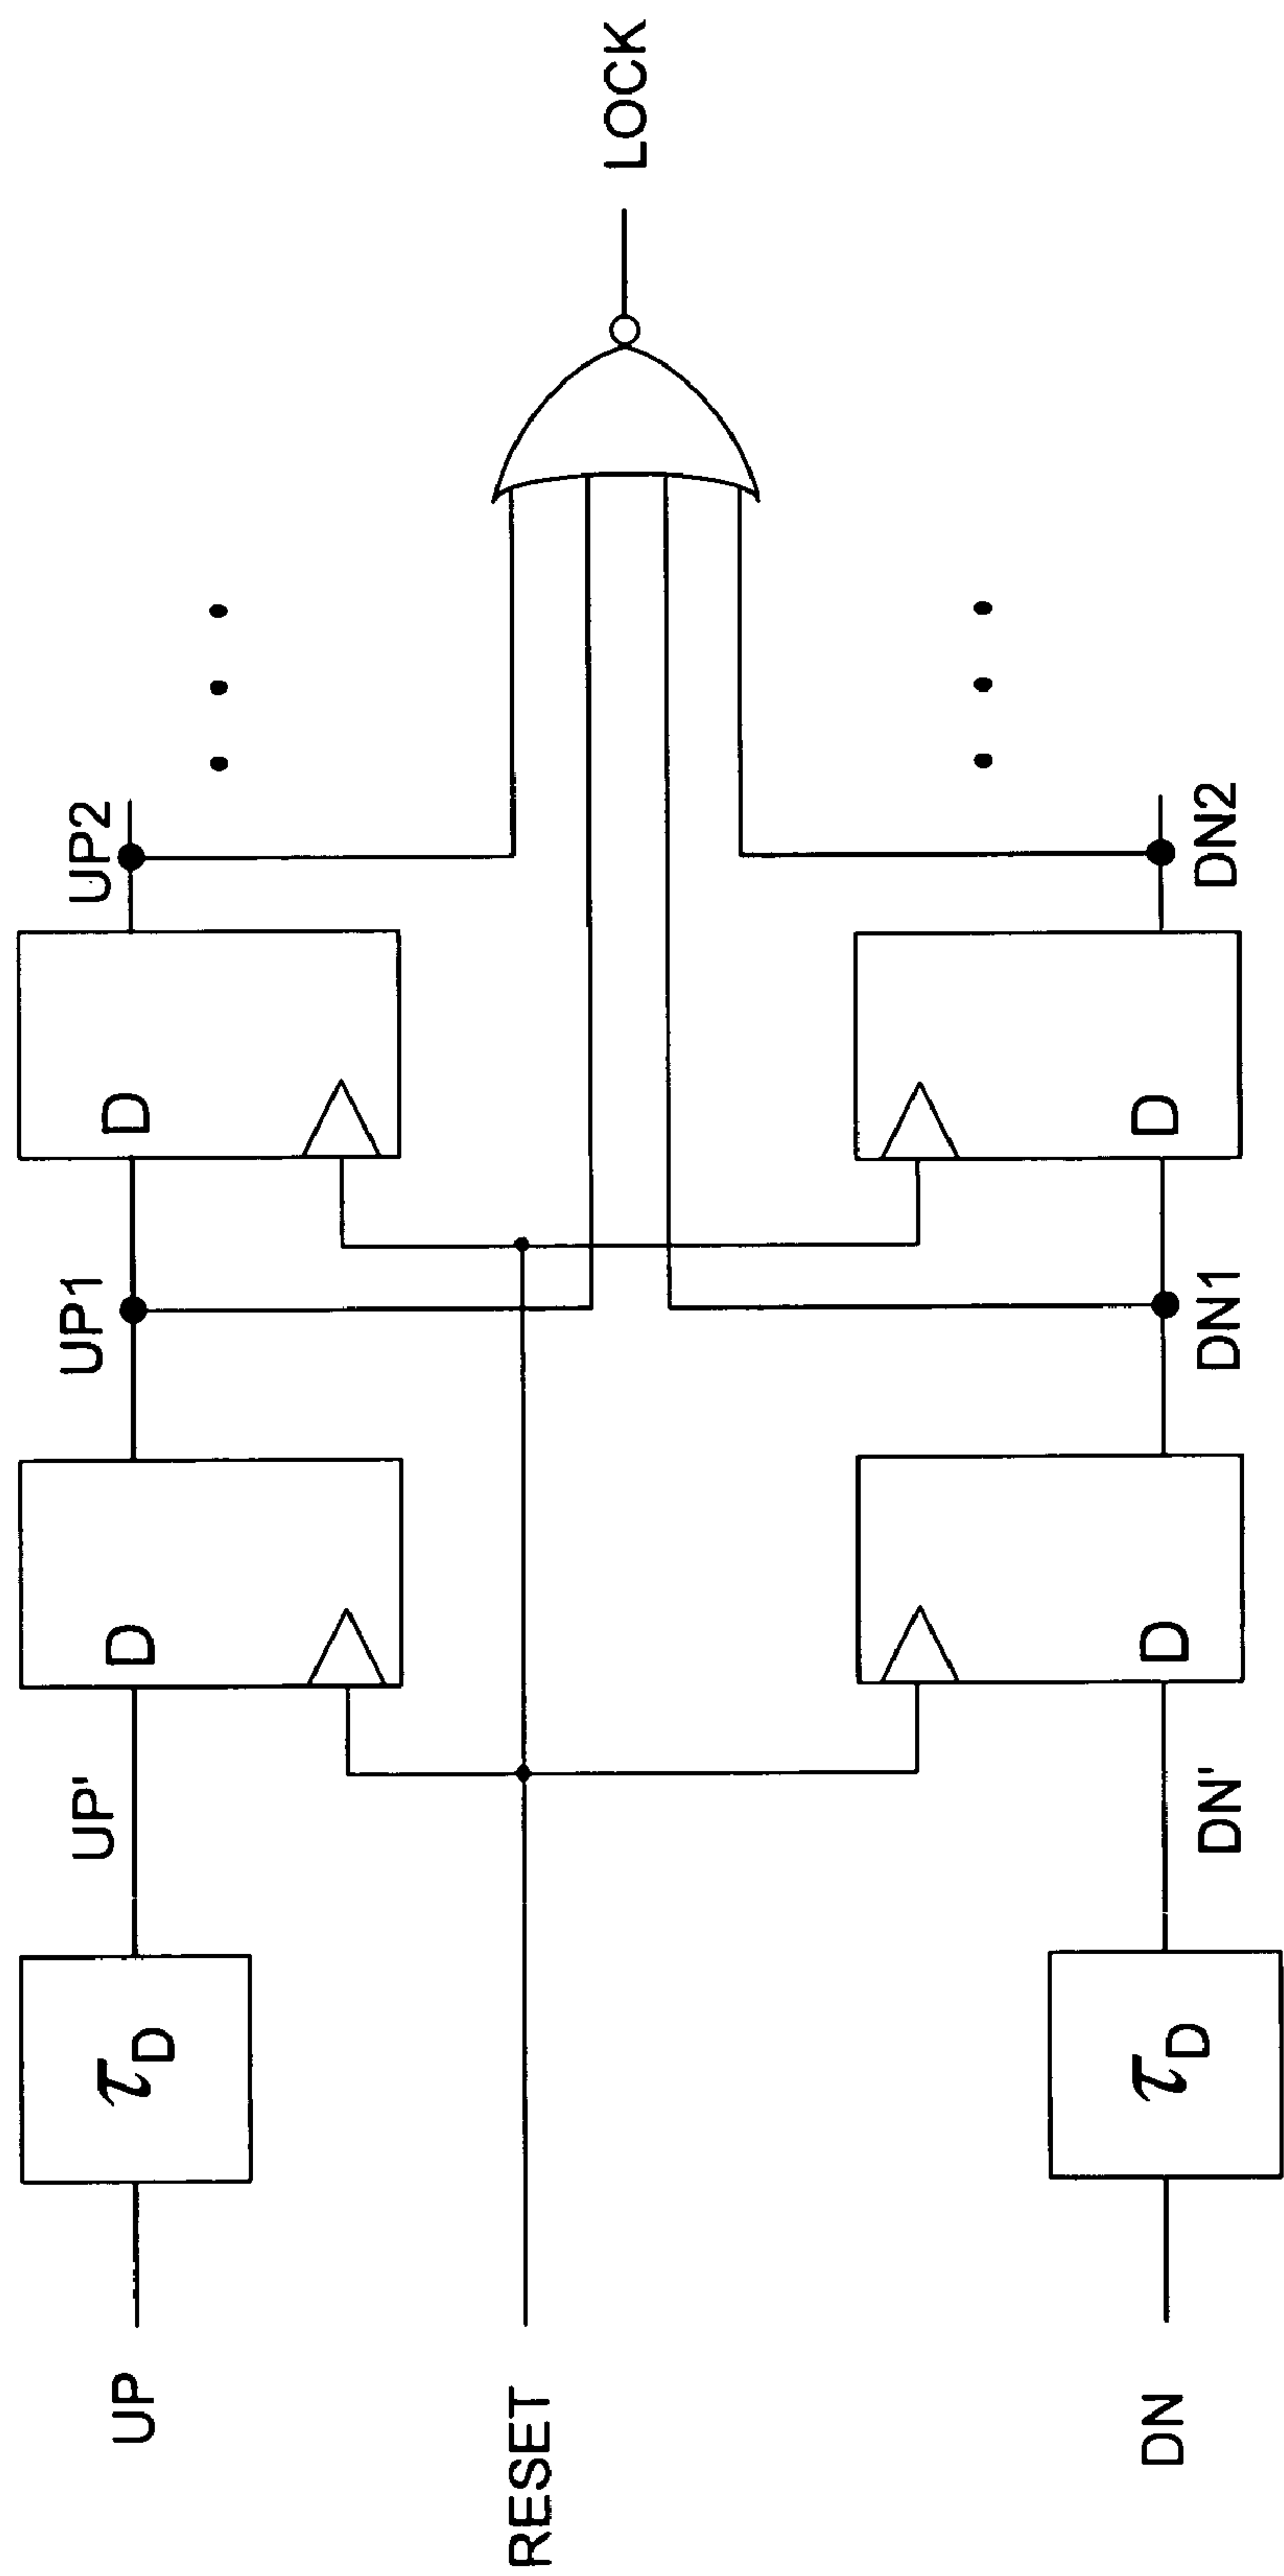 UP
τD
UP'
D
UP1
D
UP2
RESET
LOCK
DN
τD
DN'
D
DN1
D
DN2